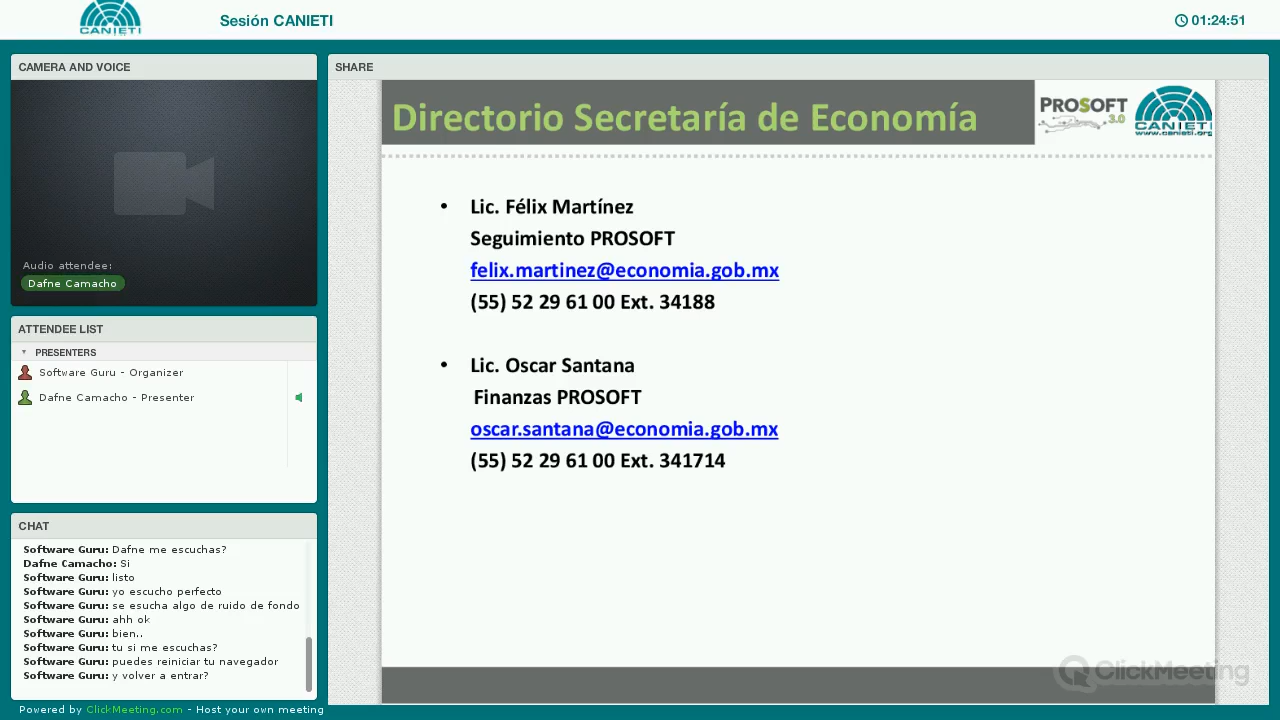 CANIETI
Sesión CANIETI
01:24:51
CAMERA AND VOICE
Audio attendee:
Dafne Camacho
ATTENDEE LIST
PRESENTERS
Software Guru - Organizer
Dafne Camacho - Presenter
CHAT
Software Guru: Dafne me escuchas?
Dafne Camacho: Si
Software Guru: listo
Software Guru: yo escucho perfecto
Software Guru: se esucha algo de ruido de fondo
Software Guru: ahh ok
Software Guru: bien..
Software Guru: tu si me escuchas?
Software Guru: puedes reiniciar tu navegador
Software Guru: y volver a entrar?
Powered by ClickMeeting.com - Host your own meeting
SHARE
Directorio Secretaría de Economía
PROSOFT
3.0
CANIETI
www.canieti.org
• Lic. Félix Martínez
Seguimiento PROSOFT
felix.martinez@economia.gob.mx
(55) 52 29 61 00 Ext. 34188
• Lic. Oscar Santana
Finanzas PROSOFT
oscar.santana@economia.gob.mx
(55) 52 29 61 00 Ext. 341714
ClickMeeting